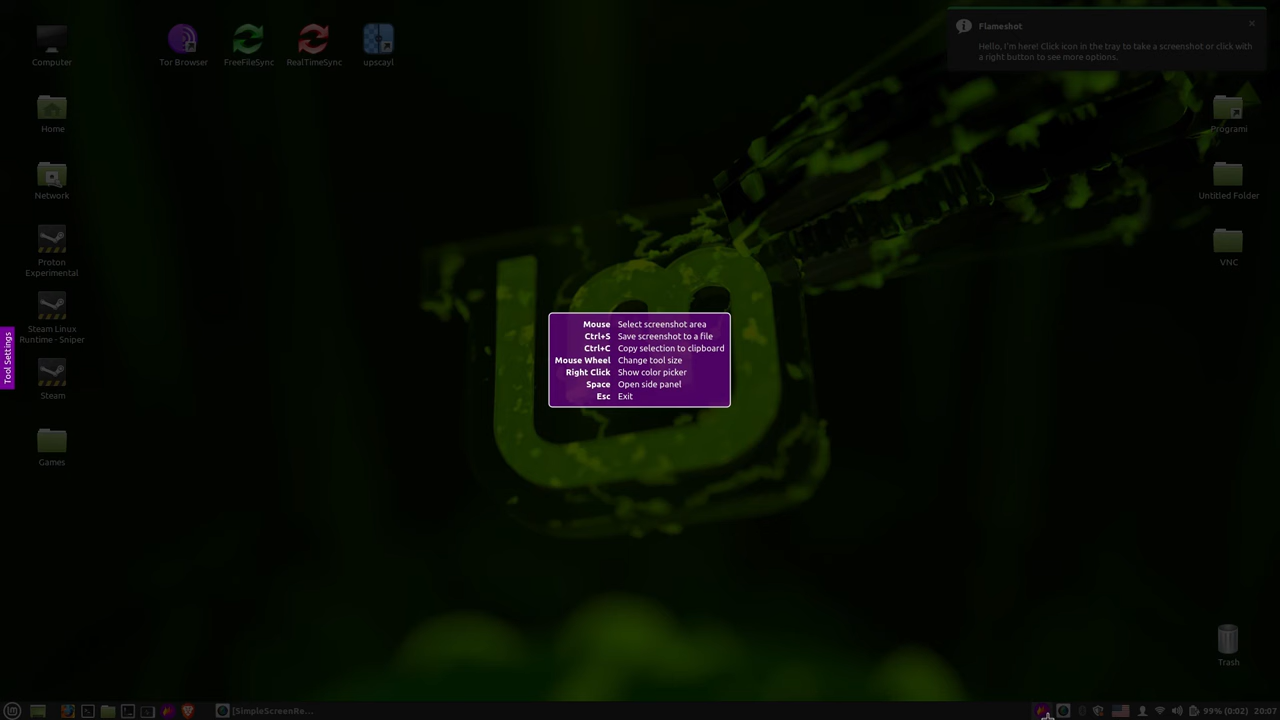 Computer
Tor Browser
FreeFileSync
RealTimeSync
upscayl
Flameshot
Hello, I'm here! Click icon in the tray to take a screenshot or click with
a right button to see more options.
Home
Programi
Network
Untitled Folder
Proton
Experimental
VNC
Steam Linux
Runtime - Sniper
Tool Settings
Mouse Select screenshot area
Ctrl+S Save screenshot to a file
Ctrl+C Copy selection to clipboard
Mouse Wheel Change tool size
Right Click Show color picker
Space Open side panel
Esc Exit
Steam
Games
Trash
[SimpleScreenRe...
99% (0:02) 20:07